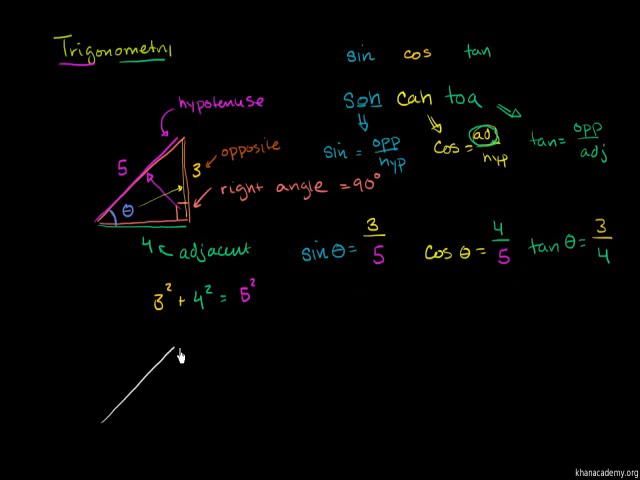 Trigonometry
sin cos tan
hypotenuse
Soh Cah toa
sin = opp/hyp
cos = adj/hyp
tan = opp/adj
5
3 opposite
θ
right angle = 90°
4 adjacent
sin θ = 3/5
cos θ = 4/5
tan θ = 3/4
3² + 4² = 5²
khanacademy.org